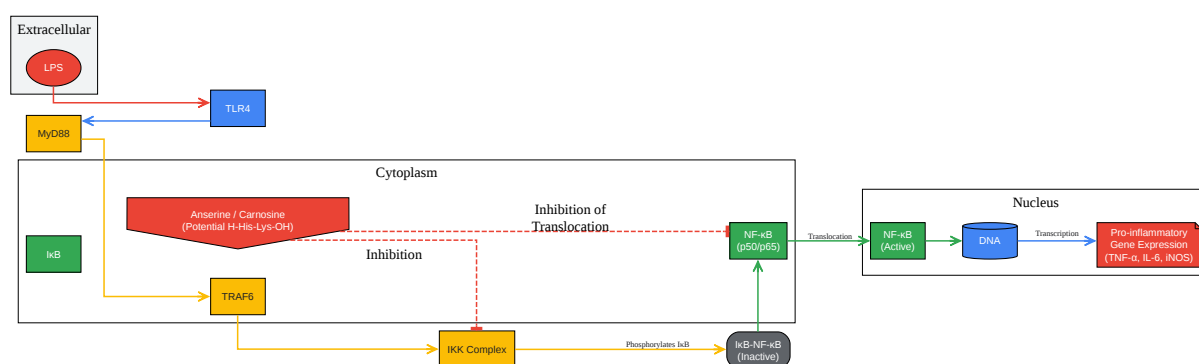 Extracellular
LPS
TLR4
MyD88
Cytoplasm
Anserine / Carnosine
(Potential H-His-Lys-OH)
Inhibition of
Translocation
Inhibition
IκB
TRAF6
IKK Complex
Phosphorylates IκB
IκB-NF-κB
(Inactive)
NF-κB
(p50/p65)
Translocation
Nucleus
NF-κB
(Active)
DNA
Transcription
Pro-inflammatory
Gene Expression
(TNF-α, IL-6, iNOS)